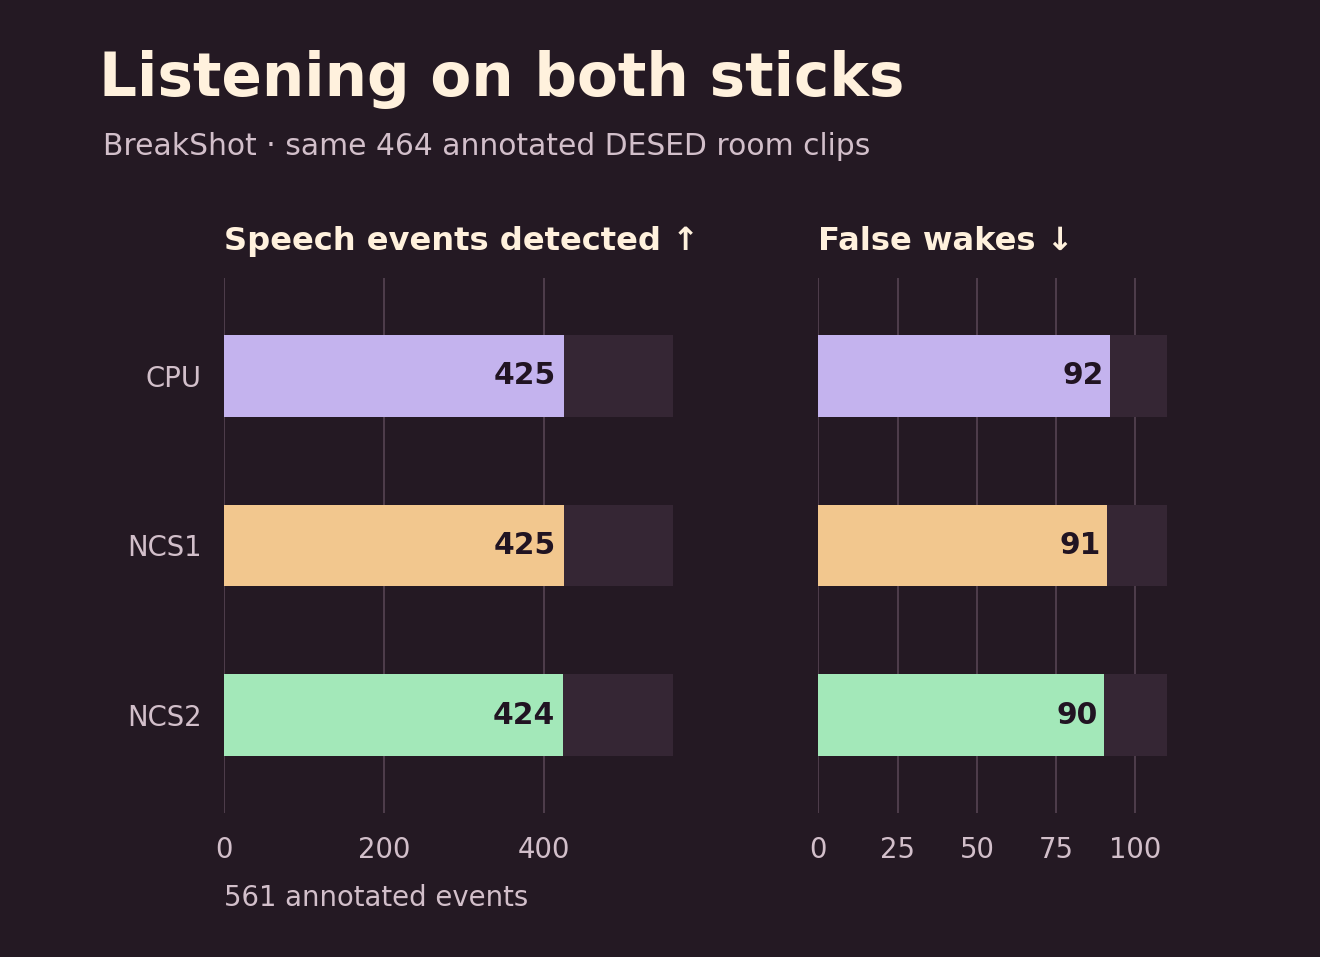 Listening on both sticks
BreakShot · same 464 annotated DESED room clips
Speech events detected ↑
CPU 425
NCS1 425
NCS2 424
0 200 400
561 annotated events
False wakes ↓
92
91
90
0 25 50 75 100